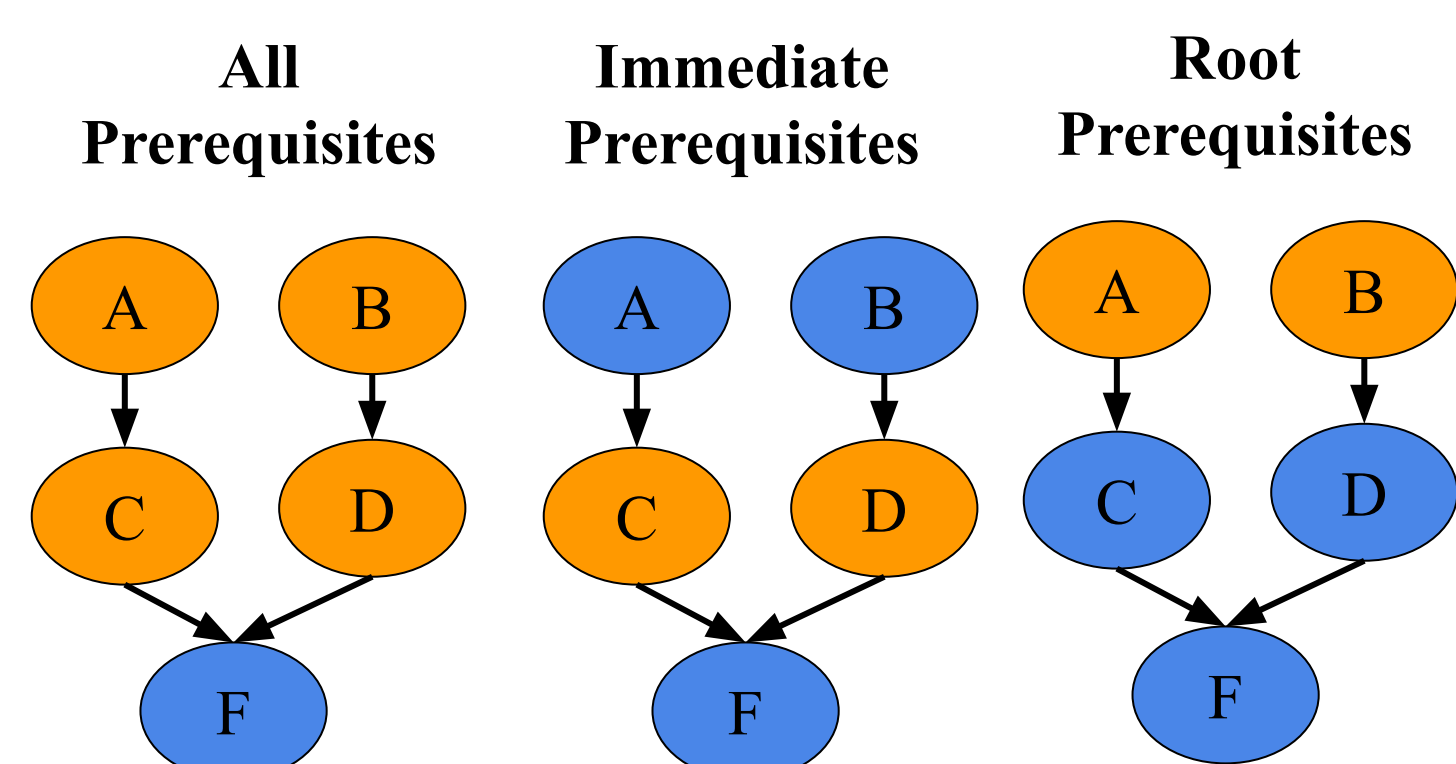 All
Prerequisites
A
B
C
D
F
Immediate
Prerequisites
A
B
C
D
F
Root
Prerequisites
A
B
C
D
F